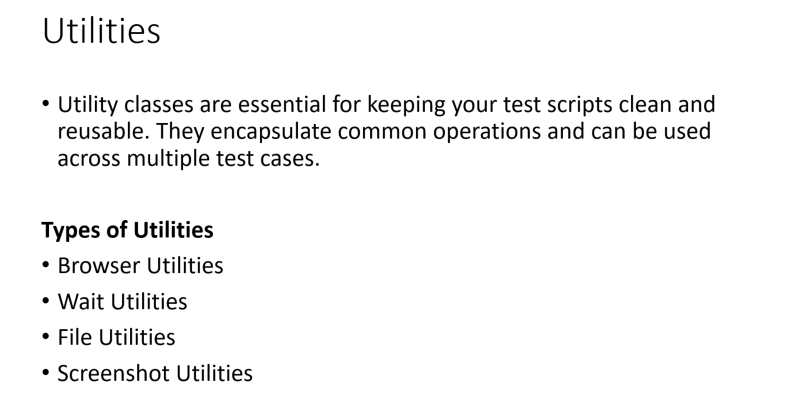 Utilities
• Utility classes are essential for keeping your test scripts clean and
reusable. They encapsulate common operations and can be used
across multiple test cases.
Types of Utilities
• Browser Utilities
• Wait Utilities
• File Utilities
• Screenshot Utilities